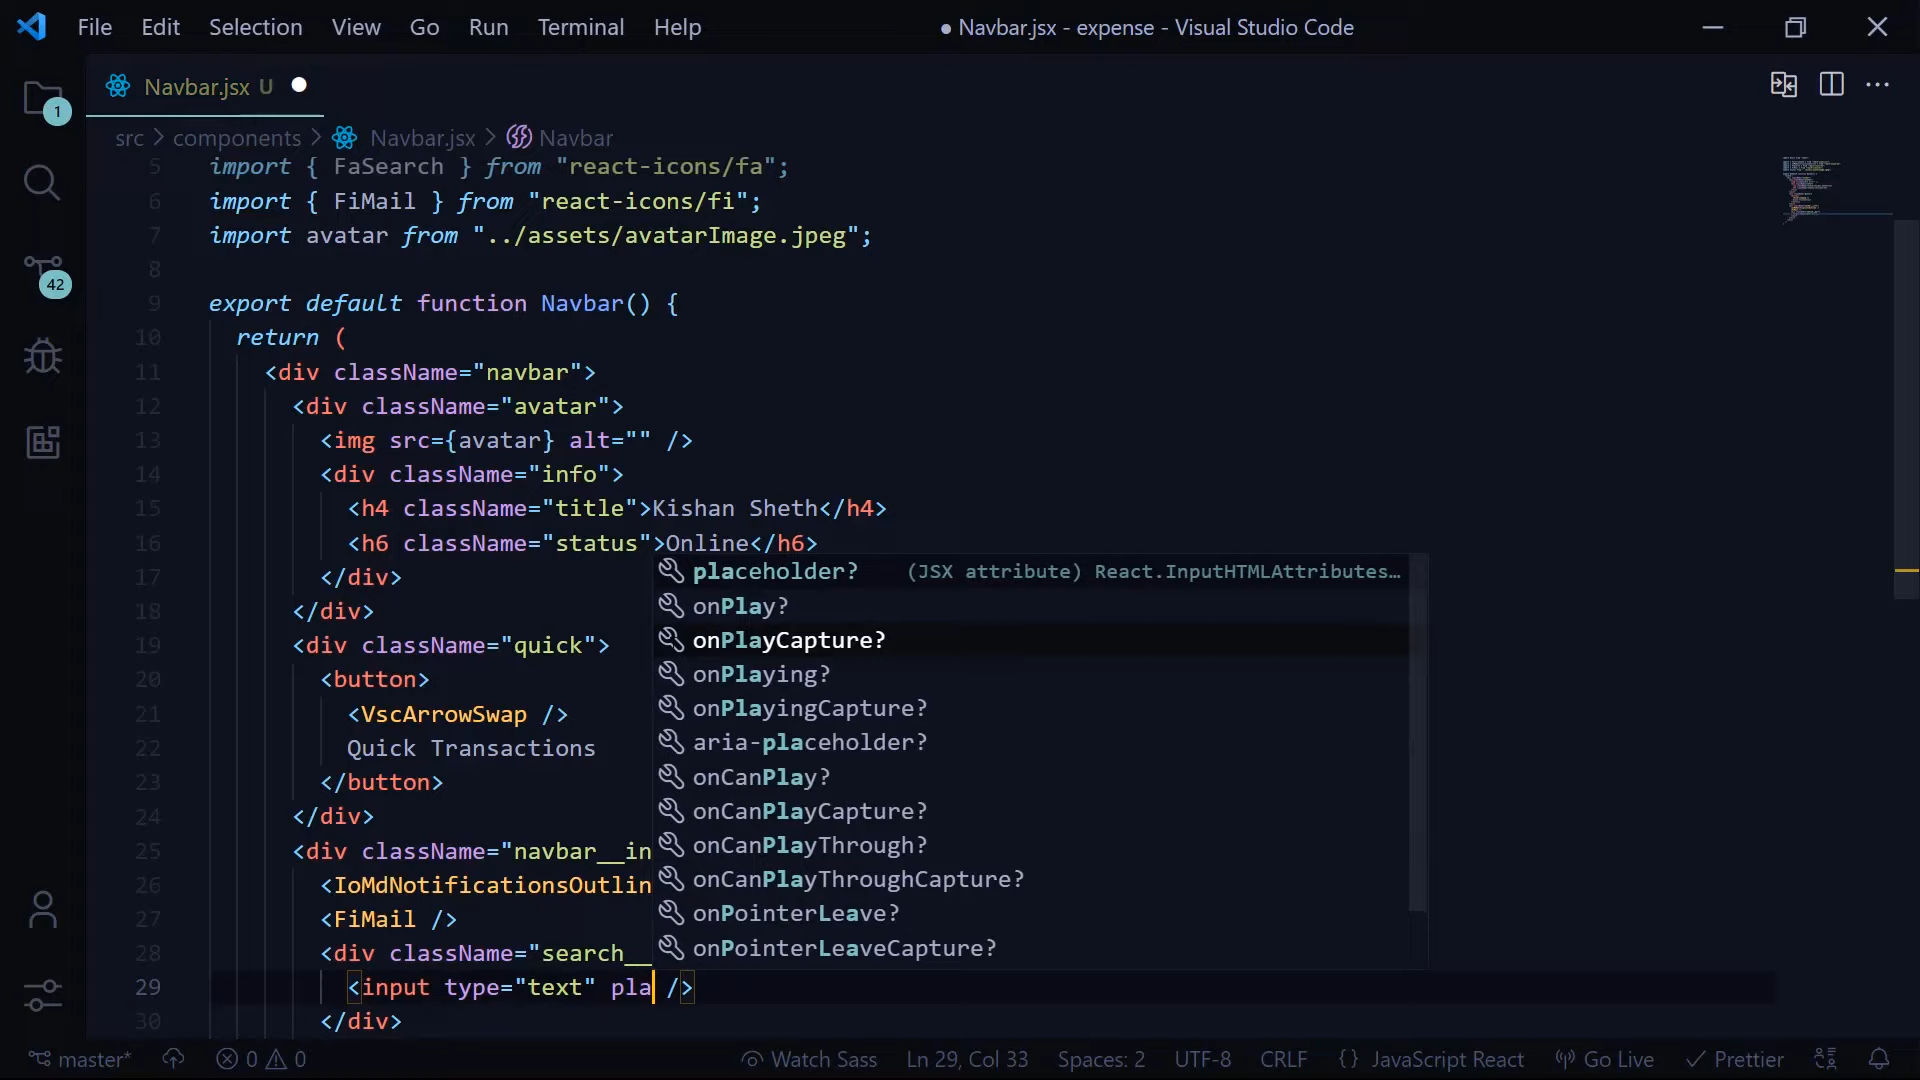 File Edit Selection View Go Run Terminal Help
● Navbar.jsx - expense - Visual Studio Code
1
Navbar.jsx U
src > components > Navbar.jsx > Navbar
42
5 import { FaSearch } from "react-icons/fa";
6 import { FiMail } from "react-icons/fi";
7 import avatar from "../assets/avatarImage.jpeg";
8
9 export default function Navbar() {
10 return (
11 <div className="navbar">
12 <div className="avatar">
13 <img src={avatar} alt="" />
14 <div className="info">
15 <h4 className="title">Kishan Sheth</h4>
16 <h6 className="status">Online</h6>
17 </div>
18 </div>
19 <div className="quick">
20 <button>
21 <VscArrowSwap />
22 Quick Transactions
23 </button>
24 </div>
25 <div className="navbar__in
26 <IoMdNotificationsOutlin
27 <FiMail />
28 <div className="search__
29 <input type="text" pla />
30 </div>
placeholder? (JSX attribute) React.InputHTMLAttributes…
onPlay?
onPlayCapture?
onPlaying?
onPlayingCapture?
aria-placeholder?
onCanPlay?
onCanPlayCapture?
onCanPlayThrough?
onCanPlayThroughCapture?
onPointerLeave?
onPointerLeaveCapture?
master* 0 0 Watch Sass Ln 29, Col 33 Spaces: 2 UTF-8 CRLF {} JavaScript React Go Live Prettier